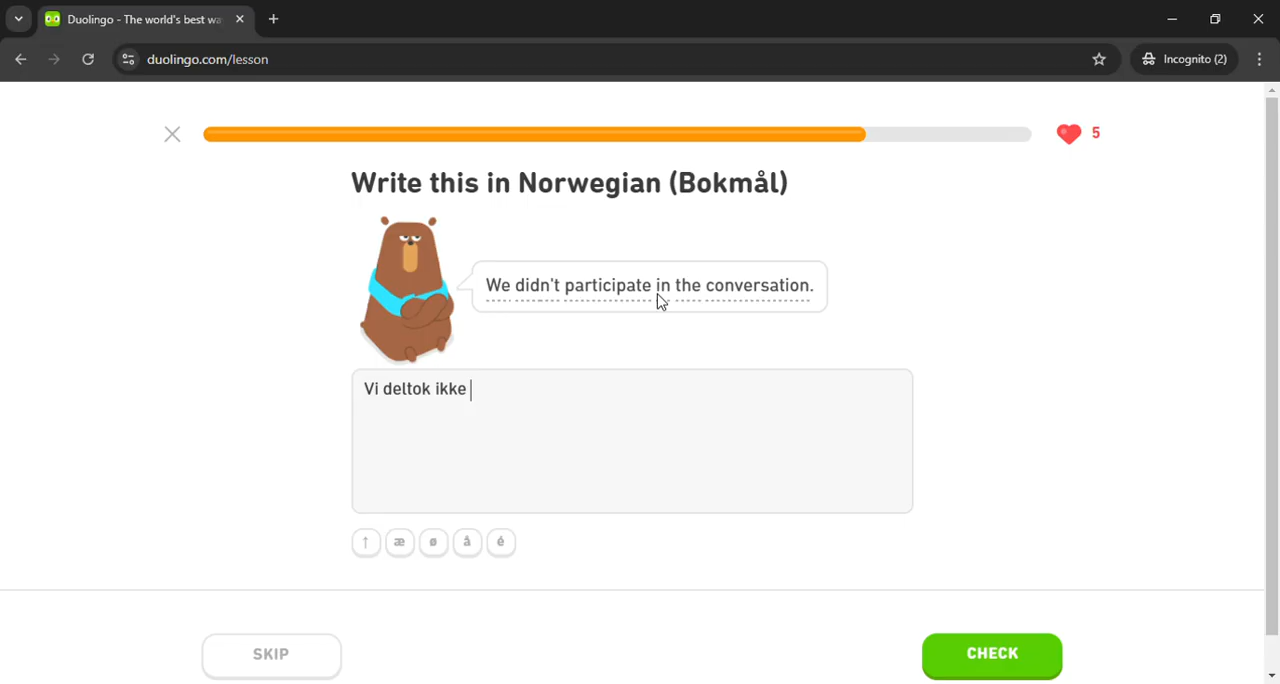 Duolingo - The world's best wa
duolingo.com/lesson
Incognito (2)
5
Write this in Norwegian (Bokmål)
We didn't participate in the conversation.
Vi deltok ikke
↑ æ ø å é
SKIP
CHECK